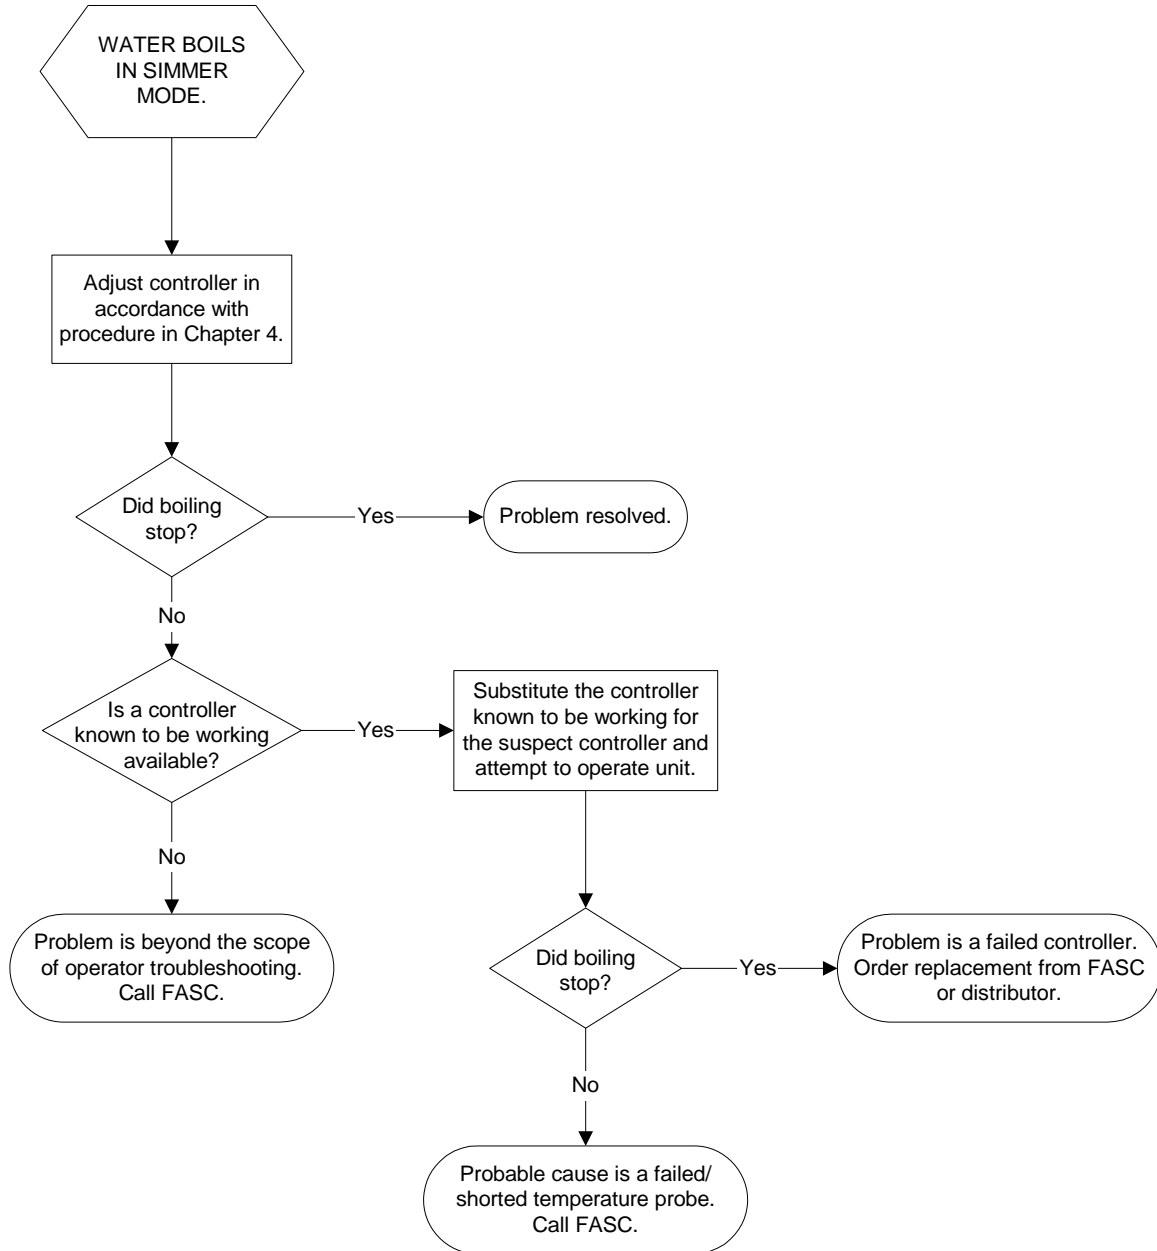 WATER BOILS
IN SIMMER
MODE.
Adjust controller in
accordance with
procedure in Chapter 4.
Did boiling
stop?
Yes
Problem resolved.
No
Is a controller
known to be working
available?
Yes
Substitute the controller
known to be working for
the suspect controller and
attempt to operate unit.
No
Problem is beyond the scope
of operator troubleshooting.
Call FASC.
Did boiling
stop?
Yes
Problem is a failed controller.
Order replacement from FASC
or distributor.
No
Probable cause is a failed/
shorted temperature probe.
Call FASC.